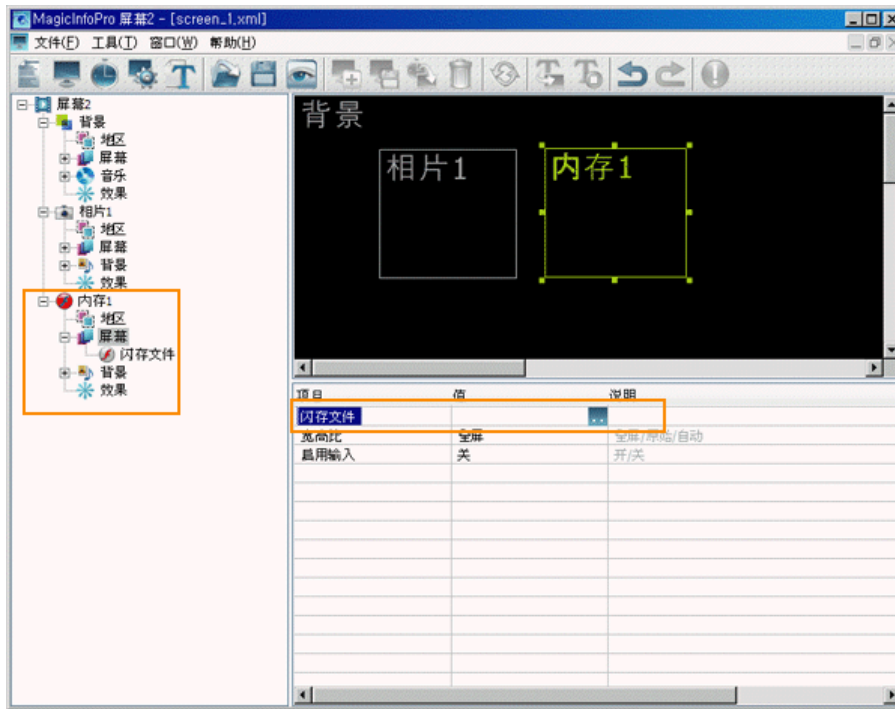 MagicInfoPro 屏幕2 - [screen_1.xml]
文件(F) 工具(T) 窗口(W) 帮助(H)
屏幕2
背景
地区
屏幕
音乐
效果
相片1
地区
屏幕
背景
效果
内存1
地区
屏幕
闪存文件
背景
效果
背景
相片1
内存1
项目 值 说明
闪存文件 ..
宽高比 全屏 全屏/原始/自动
启用输入 关 开/关